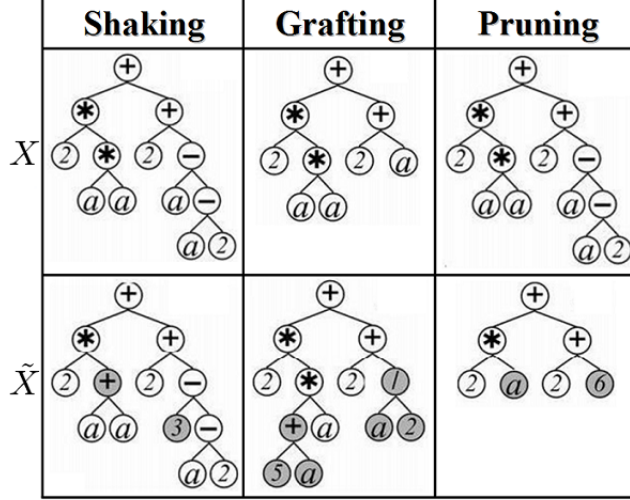 Shaking Grafting Pruning
+ + +
* + * + * +
X 2 * 2 − 2 * 2 a 2 * 2 −
a a a − a a a a a −
a 2 a 2
+ + +
* + * + * +
X̃ 2 + 2 − 2 * 2 / 2 a 2 6
a a 3 − + a a 2
a 2 5 a